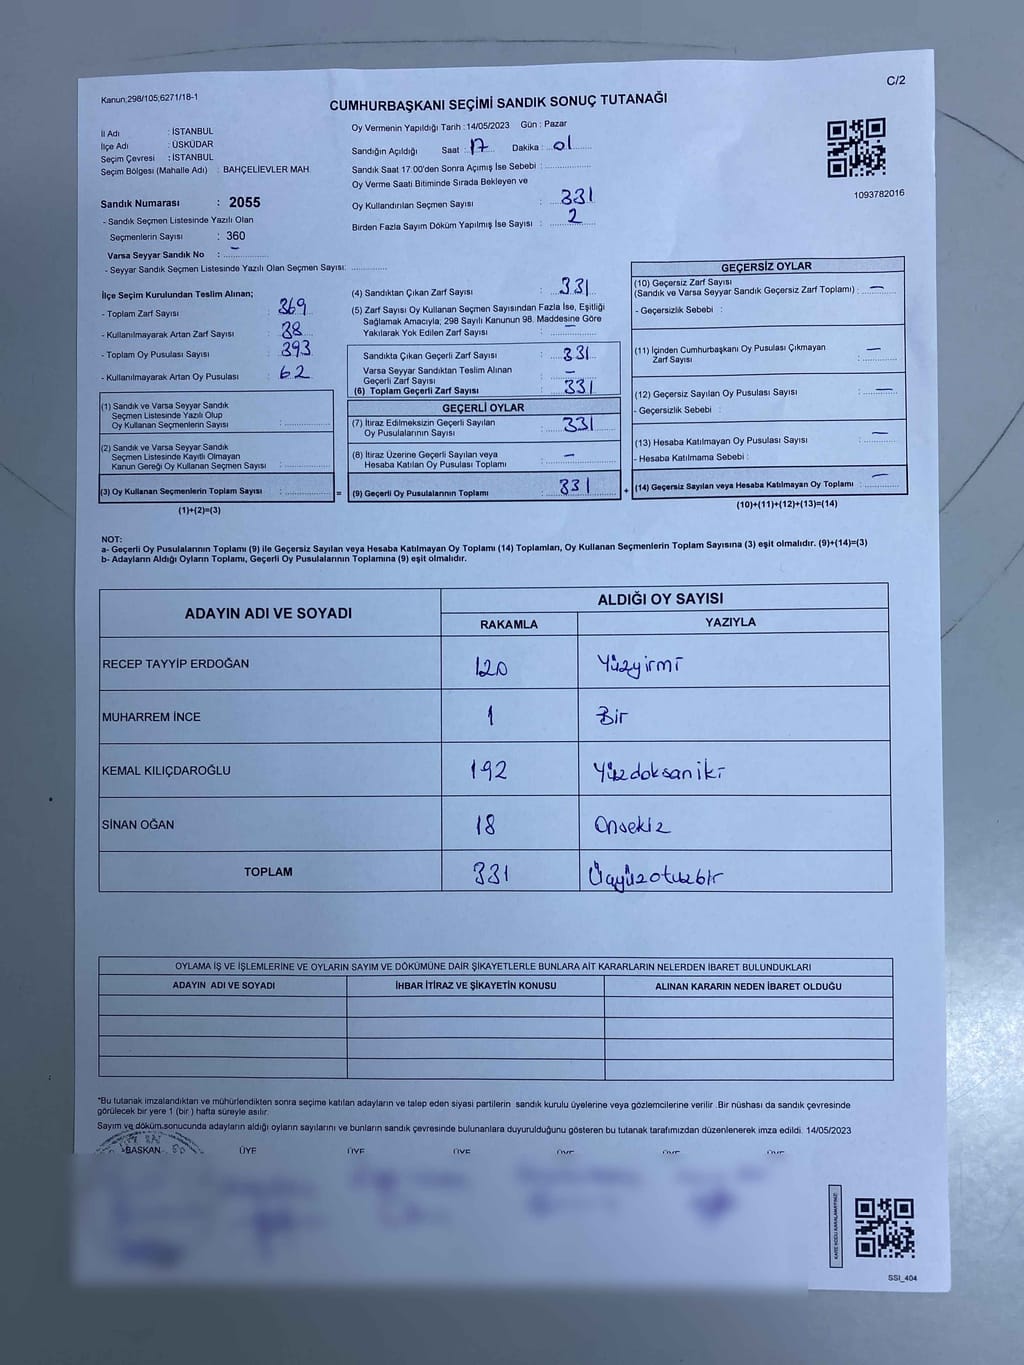 C/2
Kanun;298/105;6271/18-1
CUMHURBAŞKANI SEÇİMİ SANDIK SONUÇ TUTANAĞI
İl Adı : İSTANBUL
İlçe Adı : ÜSKÜDAR
Seçim Çevresi : İSTANBUL
Seçim Bölgesi (Mahalle Adı) : BAHÇELİEVLER MAH.
Sandık Numarası : 2055
- Sandık Seçmen Listesinde Yazılı Olan
Seçmenlerin Sayısı : 360
Varsa Seyyar Sandık No : –
- Seyyar Sandık Seçmen Listesinde Yazılı Olan Seçmen Sayısı:
Oy Vermenin Yapıldığı Tarih : 14/05/2023 Gün : Pazar
Sandığın Açıldığı Saat : 17 Dakika : 01
Sandık Saat 17.00'den Sonra Açımış İse Sebebi :
Oy Verme Saati Bitiminde Sırada Bekleyen ve
Oy Kullandırılan Seçmen Sayısı : 331
Birden Fazla Sayım Döküm Yapılmış İse Sayısı : 2
1093782016
İlçe Seçim Kurulundan Teslim Alınan;
- Toplam Zarf Sayısı : 369
- Kullanılmayarak Artan Zarf Sayısı : 38
- Toplam Oy Pusulası Sayısı : 393
- Kullanılmayarak Artan Oy Pusulası : 62
(1) Sandık ve Varsa Seyyar Sandık
Seçmen Listesinde Yazılı Olup
Oy Kullanan Seçmenlerin Sayısı :
(2) Sandık ve Varsa Seyyar Sandık
Seçmen Listesinde Kayıtlı Olmayan
Kanun Gereği Oy Kullanan Seçmen Sayısı :
(3) Oy Kullanan Seçmenlerin Toplam Sayısı : =
(1)+(2)=(3)
(4) Sandıktan Çıkan Zarf Sayısı : 331
(5) Zarf Sayısı Oy Kullanan Seçmen Sayısından Fazla İse, Eşitliği
Sağlamak Amacıyla; 298 Sayılı Kanunun 98. Maddesine Göre
Yakılarak Yok Edilen Zarf Sayısı : –
Sandıkta Çıkan Geçerli Zarf Sayısı : 331
Varsa Seyyar Sandıktan Teslim Alınan
Geçerli Zarf Sayısı : –
(6) Toplam Geçerli Zarf Sayısı : 331
GEÇERLİ OYLAR
(7) İtiraz Edilmeksizin Geçerli Sayılan
Oy Pusulalarının Sayısı : 331
(8) İtiraz Üzerine Geçerli Sayılan veya
Hesaba Katılan Oy Pusulası Toplamı : –
(9) Geçerli Oy Pusulalarının Toplamı : 331 +
GEÇERSİZ OYLAR
(10) Geçersiz Zarf Sayısı
(Sandık ve Varsa Seyyar Sandık Geçersiz Zarf Toplamı) : –
- Geçersizlik Sebebi :
(11) İçinden Cumhurbaşkanı Oy Pusulası Çıkmayan
Zarf Sayısı : –
(12) Geçersiz Sayılan Oy Pusulası Sayısı : –
- Geçersizlik Sebebi :
(13) Hesaba Katılmayan Oy Pusulası Sayısı : –
- Hesaba Katılmama Sebebi :
(14) Geçersiz Sayılan veya Hesaba Katılmayan Oy Toplamı : –
(10)+(11)+(12)+(13)=(14)
NOT:
a- Geçerli Oy Pusulalarının Toplamı (9) ile Geçersiz Sayılan veya Hesaba Katılmayan Oy Toplamı (14) Toplamları, Oy Kullanan Seçmenlerin Toplam Sayısına (3) eşit olmalıdır. (9)+(14)=(3)
b- Adayların Aldığı Oyların Toplamı, Geçerli Oy Pusulalarının Toplamına (9) eşit olmalıdır.
ADAYIN ADI VE SOYADI ALDIĞI OY SAYISI
RAKAMLA YAZIYLA
RECEP TAYYİP ERDOĞAN 120 Yüzyirmi
MUHARREM İNCE 1 Bir
KEMAL KILIÇDAROĞLU 192 Yüzdoksaniki
SİNAN OĞAN 18 Onsekiz
TOPLAM 331 Üçyüzotuzbir
OYLAMA İŞ VE İŞLEMLERİNE VE OYLARIN SAYIM VE DÖKÜMÜNE DAİR ŞİKAYETLERLE BUNLARA AİT KARARLARIN NELERDEN İBARET BULUNDUKLARI
ADAYIN ADI VE SOYADI İHBAR İTİRAZ VE ŞİKAYETİN KONUSU ALINAN KARARIN NEDEN İBARET OLDUĞU
*Bu tutanak imzalandıktan ve mühürlendikten sonra seçime katılan adayların ve talep eden siyasi partilerin sandık kurulu üyelerine veya gözlemcilerine verilir .Bir nüshası da sandık çevresinde
görülecek bir yere 1 (bir ) hafta süreyle asılır.
Sayım ve döküm sonucunda adayların aldığı oyların sayılarını ve bunların sandık çevresinde bulunanlara duyurulduğunu gösteren bu tutanak tarafımızdan düzenlenerek imza edildi. 14/05/2023
BAŞKAN ÜYE ÜYE ÜYE ÜYE ÜYE ÜYE
SSI_404